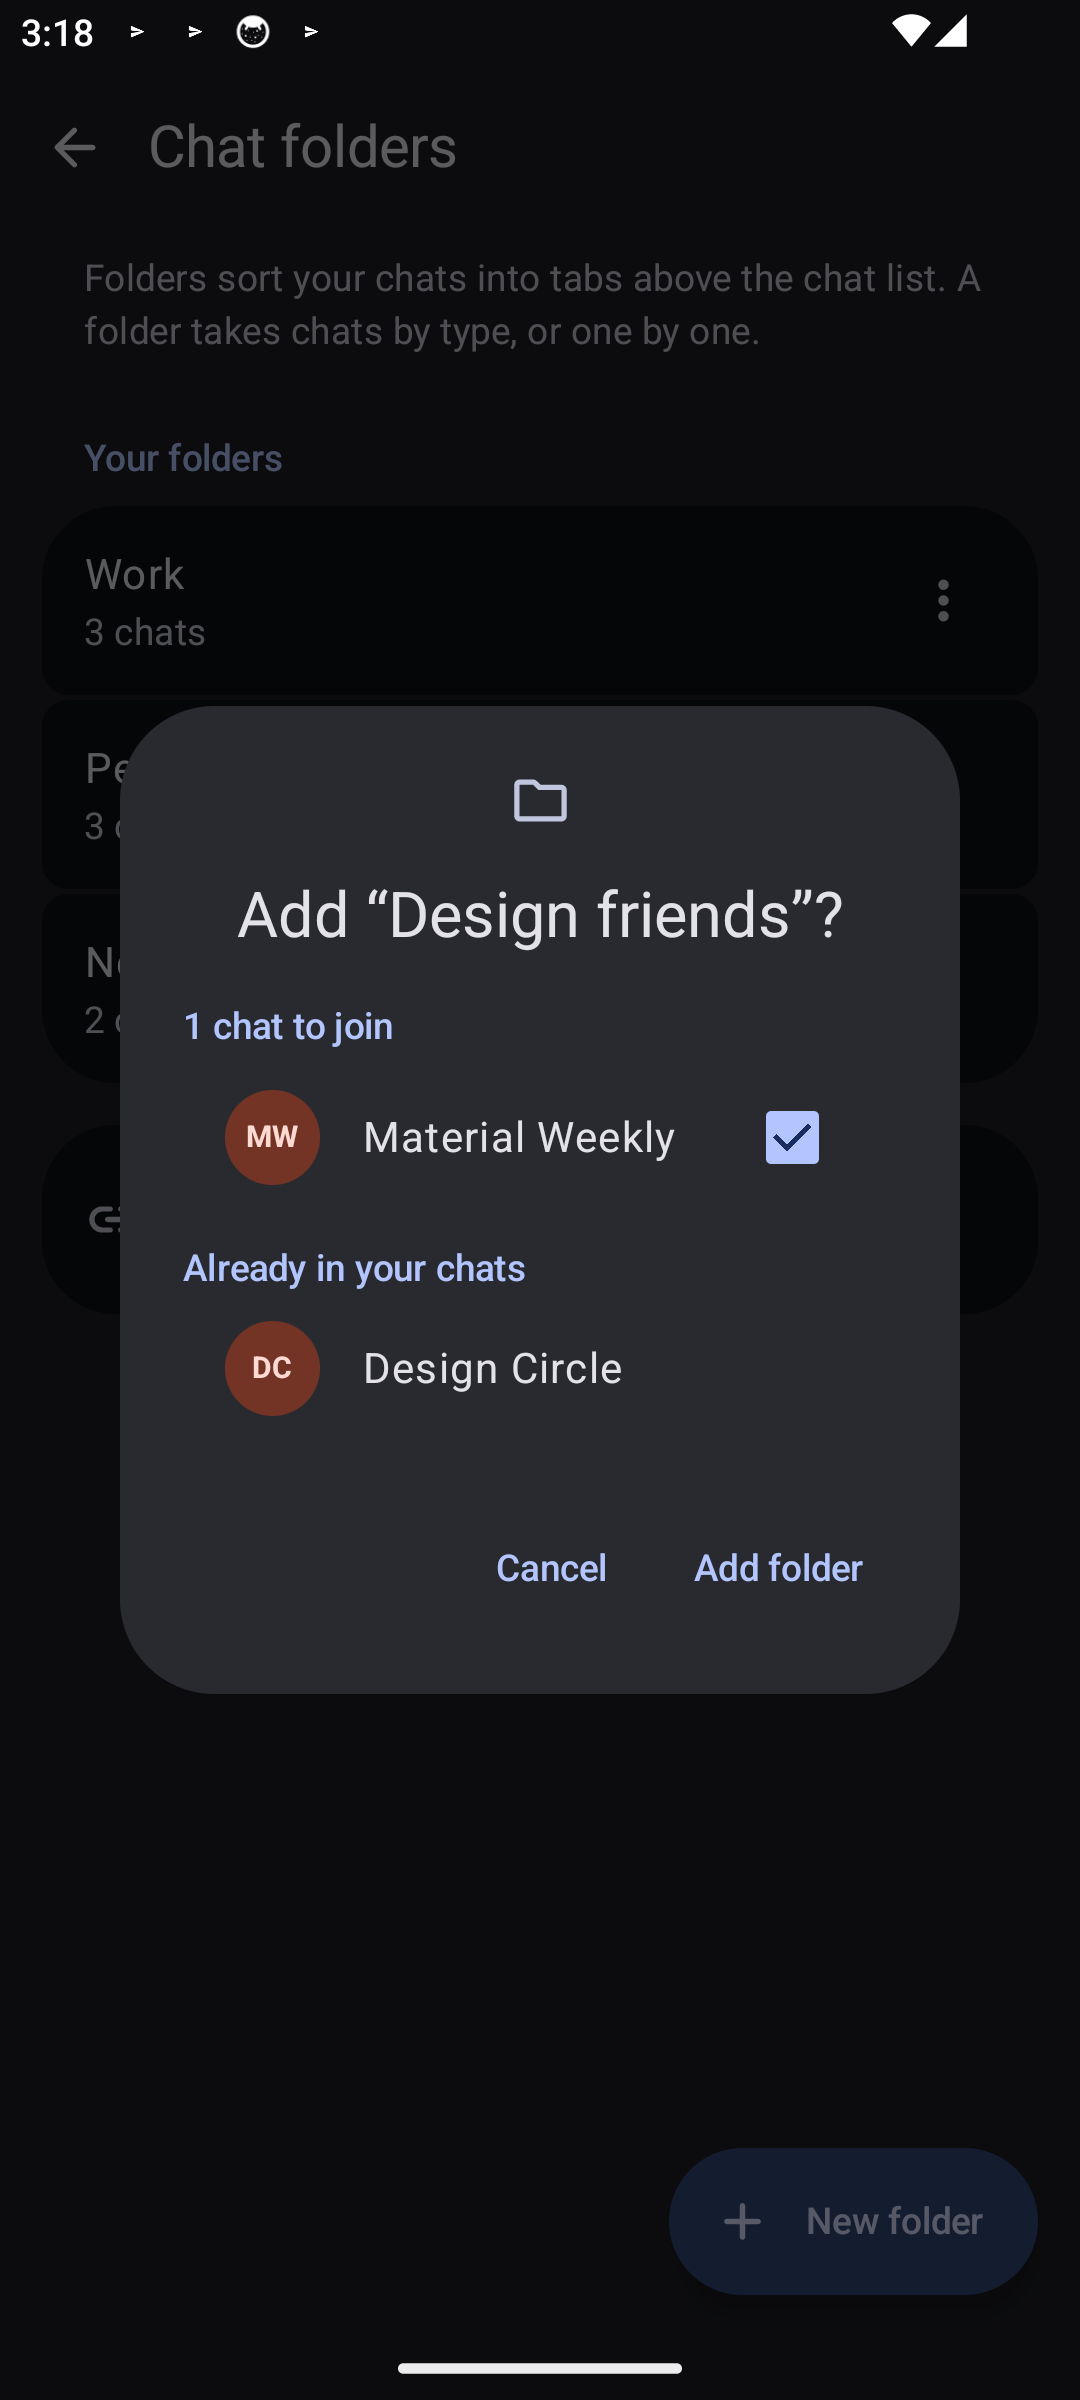 3:18
Chat folders
Folders sort your chats into tabs above the chat list. A
folder takes chats by type, or one by one.
Your folders
Work
3 chats
Add “Design friends”?
1 chat to join
MW Material Weekly
Already in your chats
DC Design Circle
Cancel Add folder
New folder